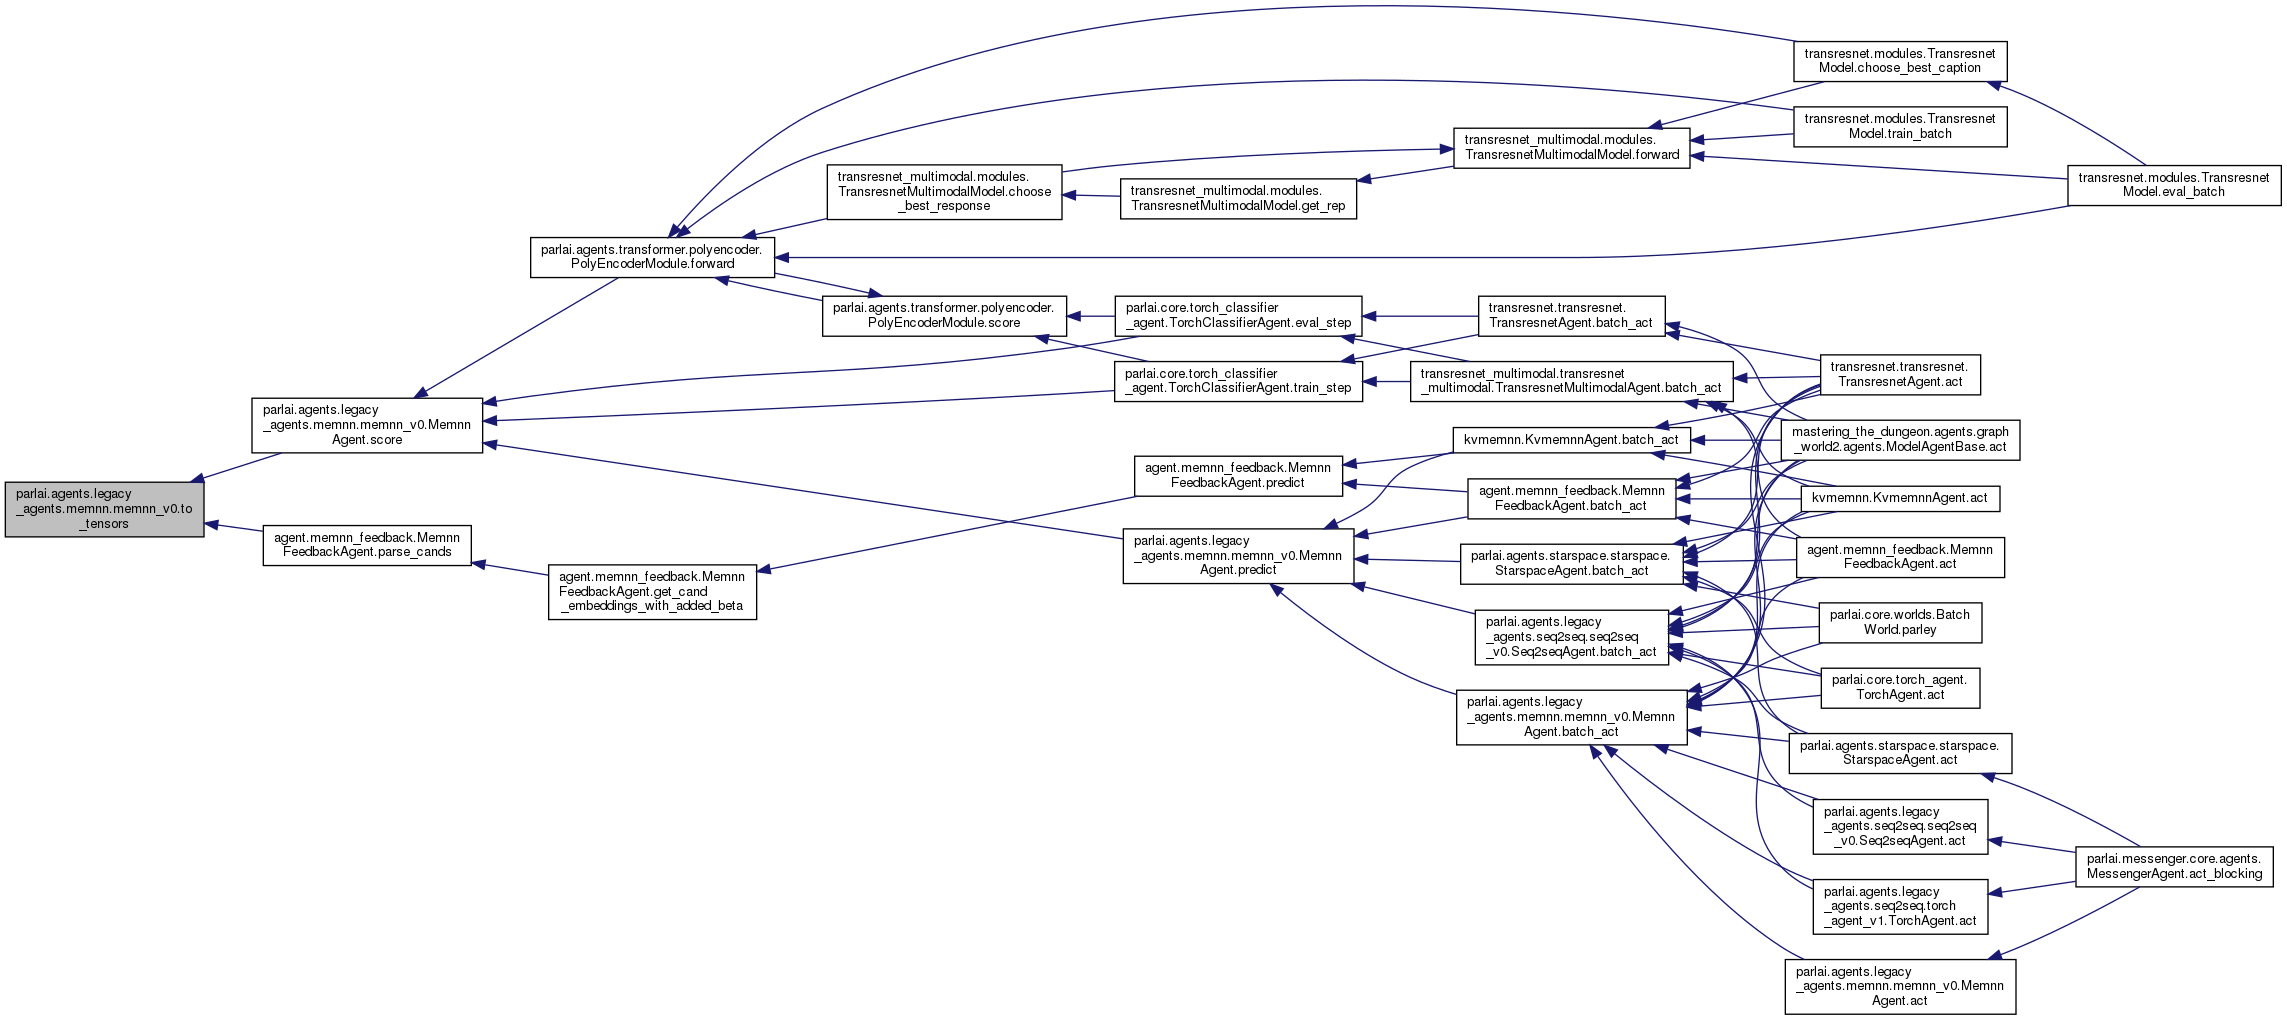 parlai.agents.legacy
_agents.memnn.memnn_v0.to
_tensors
parlai.agents.legacy
_agents.memnn.memnn_v0.Memnn
Agent.score
agent.memnn_feedback.Memnn
FeedbackAgent.parse_cands
parlai.agents.transformer.polyencoder.
PolyEncoderModule.forward
agent.memnn_feedback.Memnn
FeedbackAgent.get_cand
_embeddings_with_added_beta
transresnet_multimodal.modules.
TransresnetMultimodalModel.choose
_best_response
parlai.agents.transformer.polyencoder.
PolyEncoderModule.score
transresnet_multimodal.modules.
TransresnetMultimodalModel.get_rep
parlai.core.torch_classifier
_agent.TorchClassifierAgent.eval_step
parlai.core.torch_classifier
_agent.TorchClassifierAgent.train_step
agent.memnn_feedback.Memnn
FeedbackAgent.predict
parlai.agents.legacy
_agents.memnn.memnn_v0.Memnn
Agent.predict
transresnet_multimodal.modules.
TransresnetMultimodalModel.forward
transresnet.transresnet.
TransresnetAgent.batch_act
transresnet_multimodal.transresnet
_multimodal.TransresnetMultimodalAgent.batch_act
kvmemnn.KvmemnnAgent.batch_act
agent.memnn_feedback.Memnn
FeedbackAgent.batch_act
parlai.agents.starspace.starspace.
StarspaceAgent.batch_act
parlai.agents.legacy
_agents.seq2seq.seq2seq
_v0.Seq2seqAgent.batch_act
parlai.agents.legacy
_agents.memnn.memnn_v0.Memnn
Agent.batch_act
transresnet.modules.Transresnet
Model.choose_best_caption
transresnet.modules.Transresnet
Model.train_batch
transresnet.modules.Transresnet
Model.eval_batch
transresnet.transresnet.
TransresnetAgent.act
mastering_the_dungeon.agents.graph
_world2.agents.ModelAgentBase.act
kvmemnn.KvmemnnAgent.act
agent.memnn_feedback.Memnn
FeedbackAgent.act
parlai.core.worlds.Batch
World.parley
parlai.core.torch_agent.
TorchAgent.act
parlai.agents.starspace.starspace.
StarspaceAgent.act
parlai.agents.legacy
_agents.seq2seq.seq2seq
_v0.Seq2seqAgent.act
parlai.agents.legacy
_agents.seq2seq.torch
_agent_v1.TorchAgent.act
parlai.agents.legacy
_agents.memnn.memnn_v0.Memnn
Agent.act
parlai.messenger.core.agents.
MessengerAgent.act_blocking